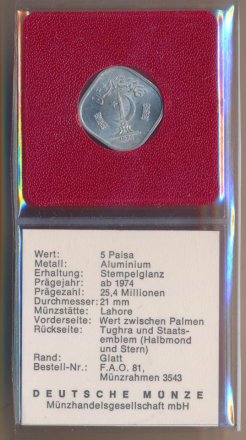 Wert: 5 Paisa
Metall: Aluminium
Erhaltung: Stempelglanz
Prägejahr: ab 1974
Prägezahl: 25,4 Millionen
Durchmesser: 21 mm
Münzstätte: Lahore
Vorderseite: Wert zwischen Palmen
Rückseite: Tughra und Staats-
emblem (Halbmond
und Stern)
Rand: Glatt
Bestell-Nr.: F.A.O. 81,
Münzrahmen 3543
DEUTSCHE MÜNZE
Münzhandelsgesellschaft mbH